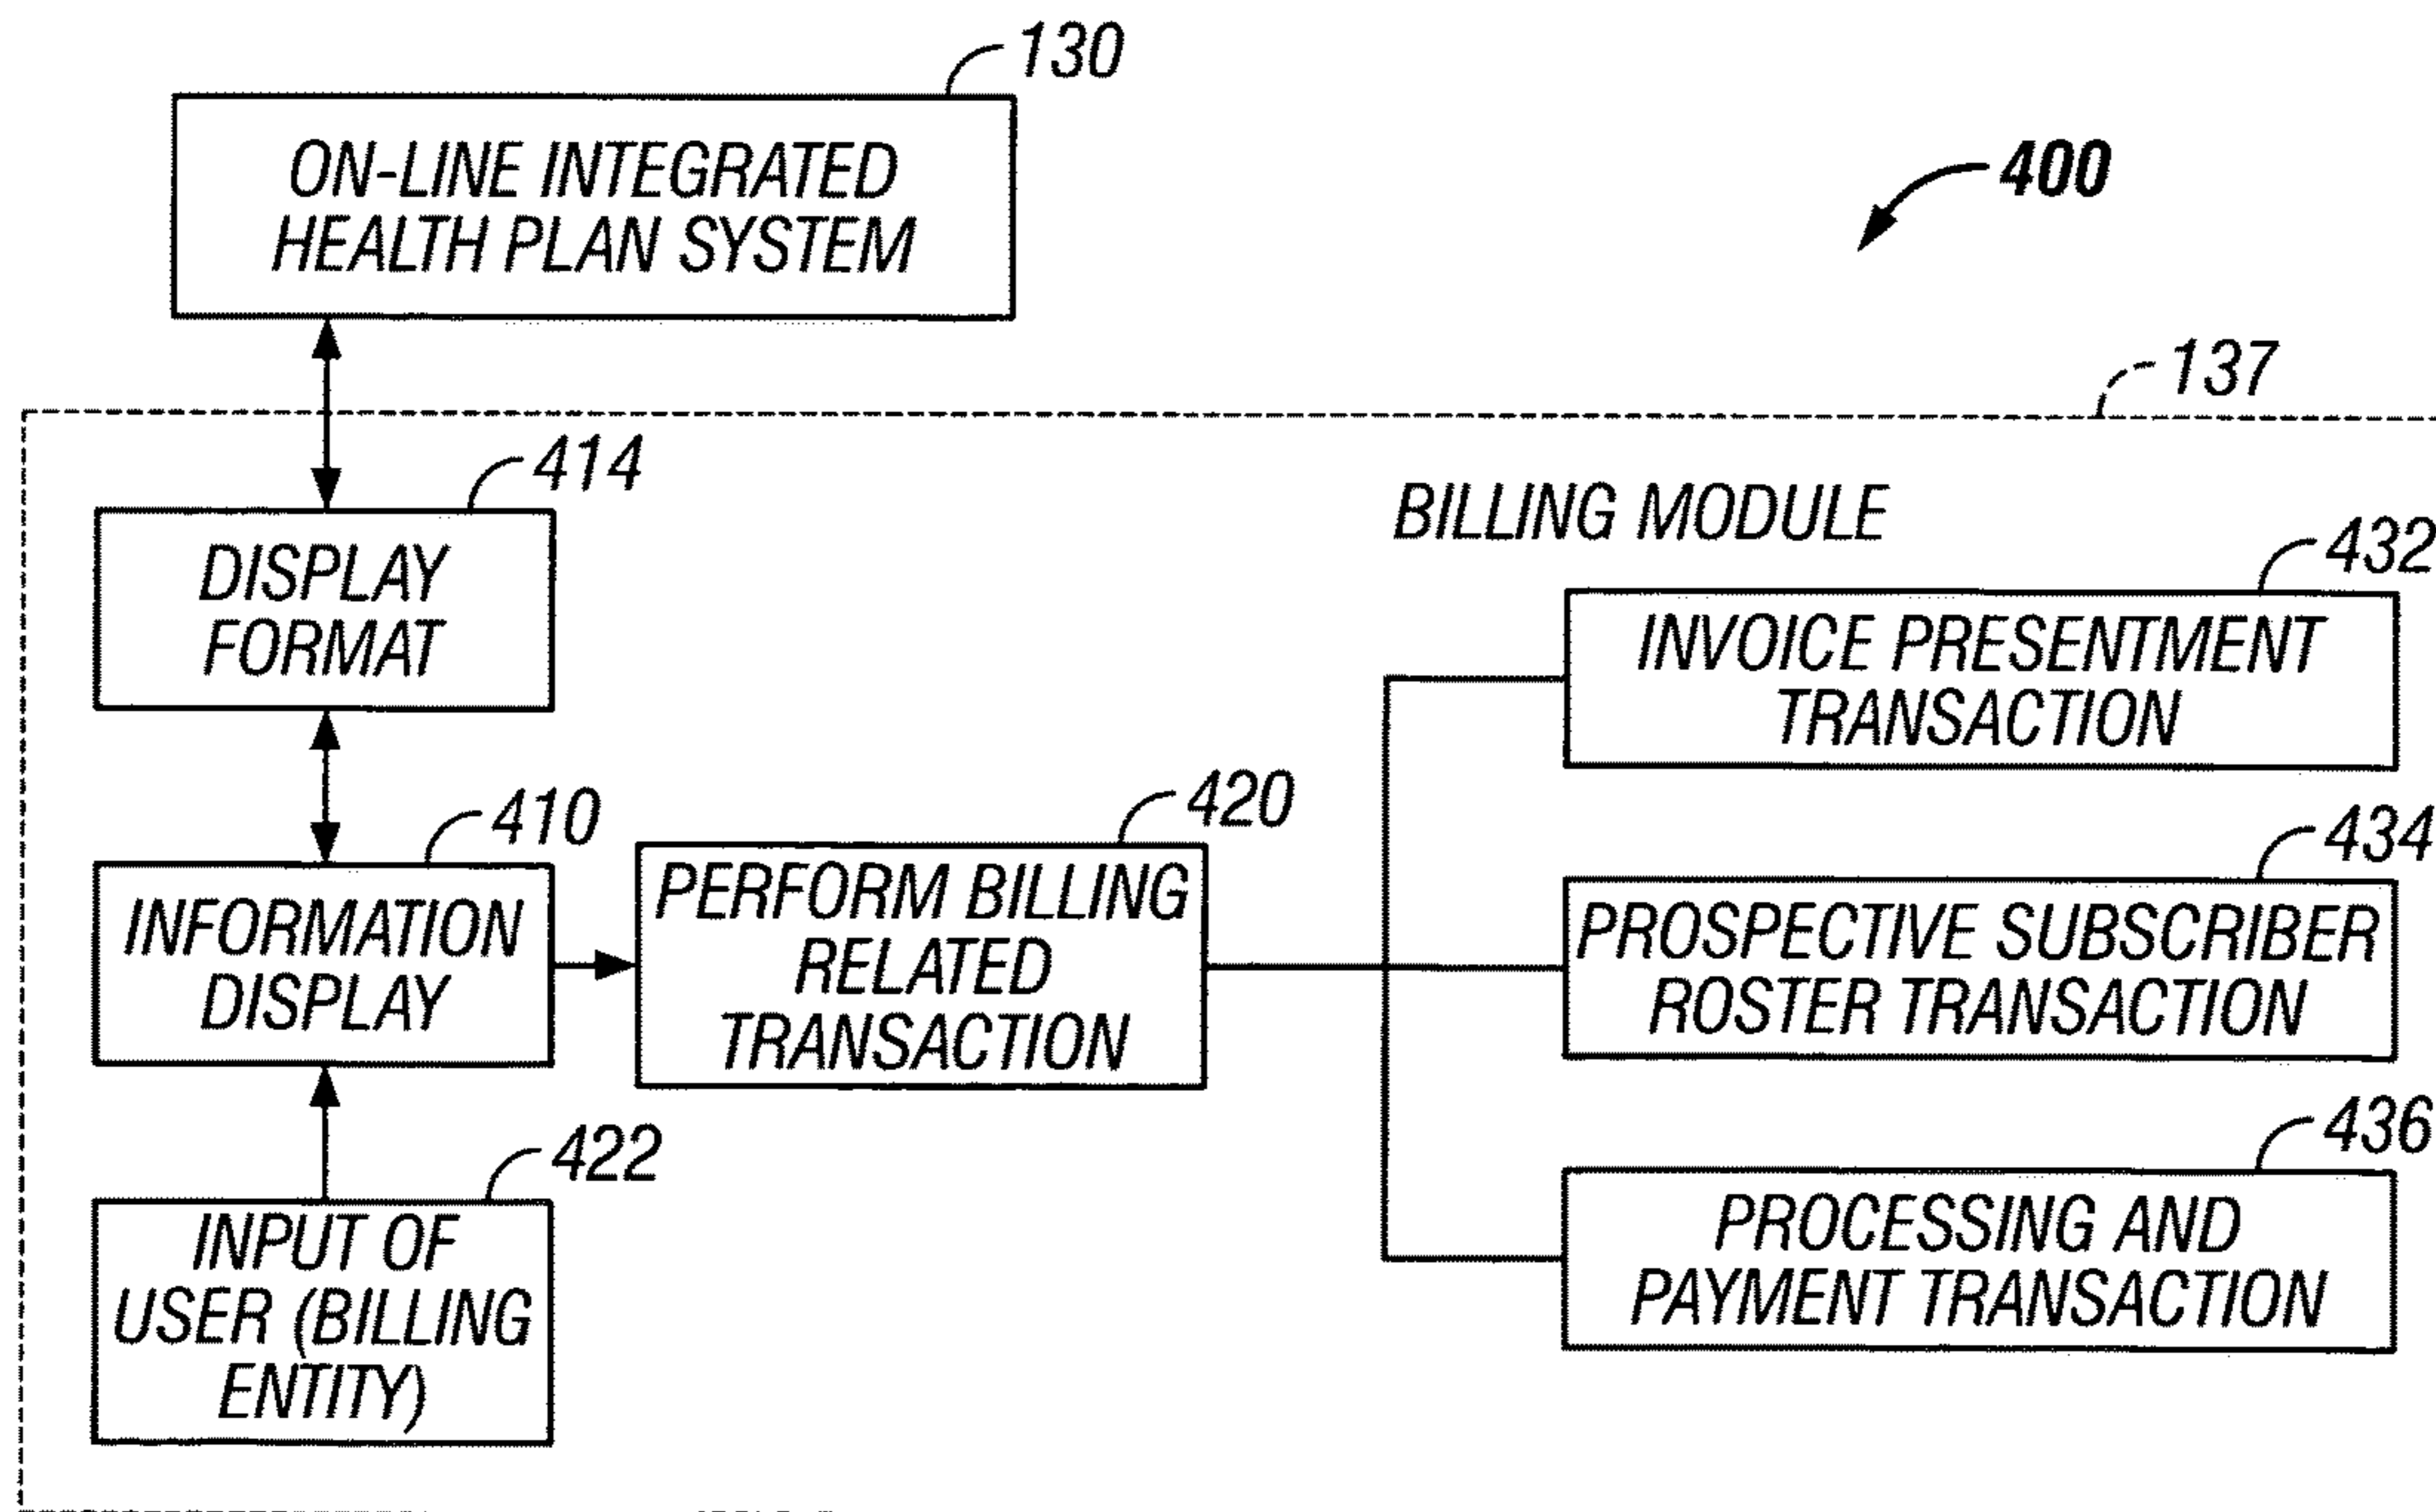 130
ON-LINE INTEGRATED
HEALTH PLAN SYSTEM
400
137
414
DISPLAY
FORMAT
BILLING MODULE
432
INVOICE PRESENTMENT
TRANSACTION
410
INFORMATION
DISPLAY
420
PERFORM BILLING
RELATED
TRANSACTION
434
PROSPECTIVE SUBSCRIBER
ROSTER TRANSACTION
422
INPUT OF
USER (BILLING
ENTITY)
436
PROCESSING AND
PAYMENT TRANSACTION